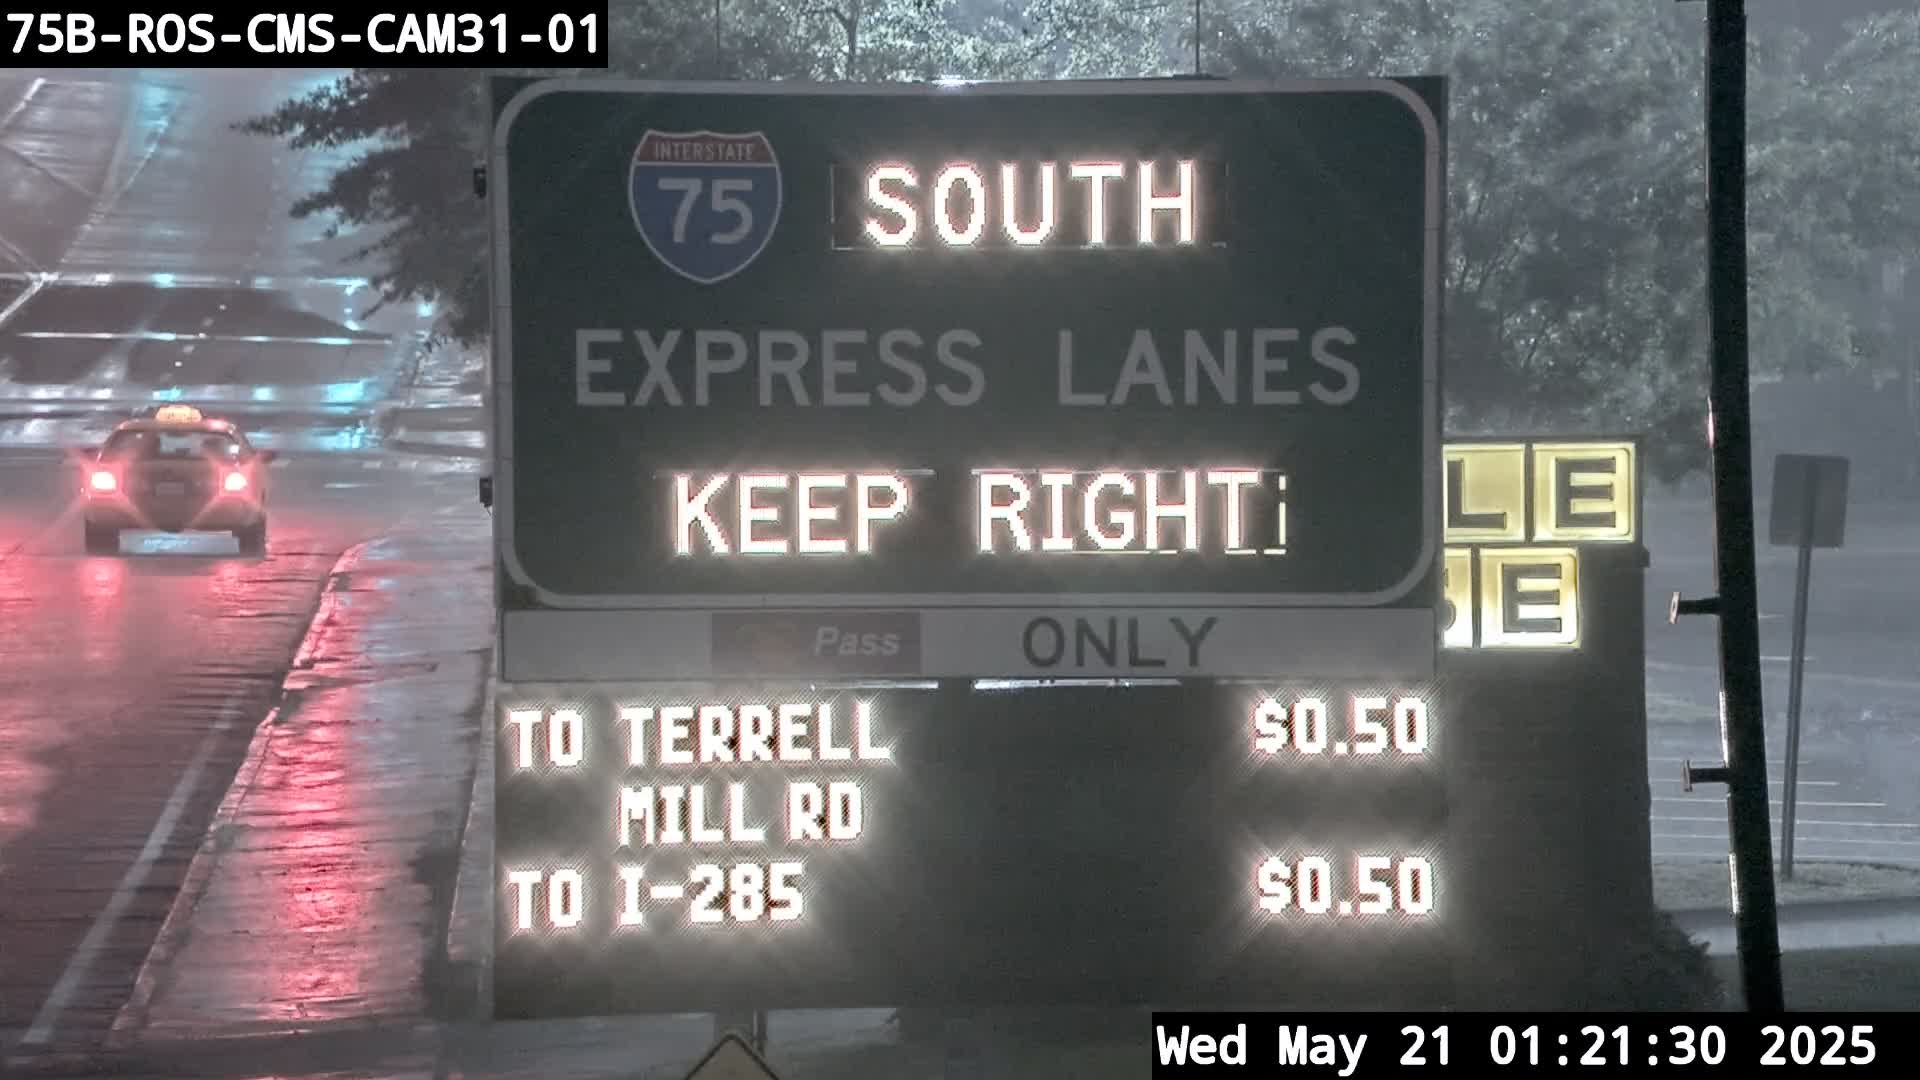 75B-ROS-CMS-CAM31-01
INTERSTATE
75
SOUTH
EXPRESS LANES
KEEP RIGHT
Pass ONLY
LE
E
TO TERRELL $0.50
MILL RD
TO I-285 $0.50
Wed May 21 01:21:30 2025